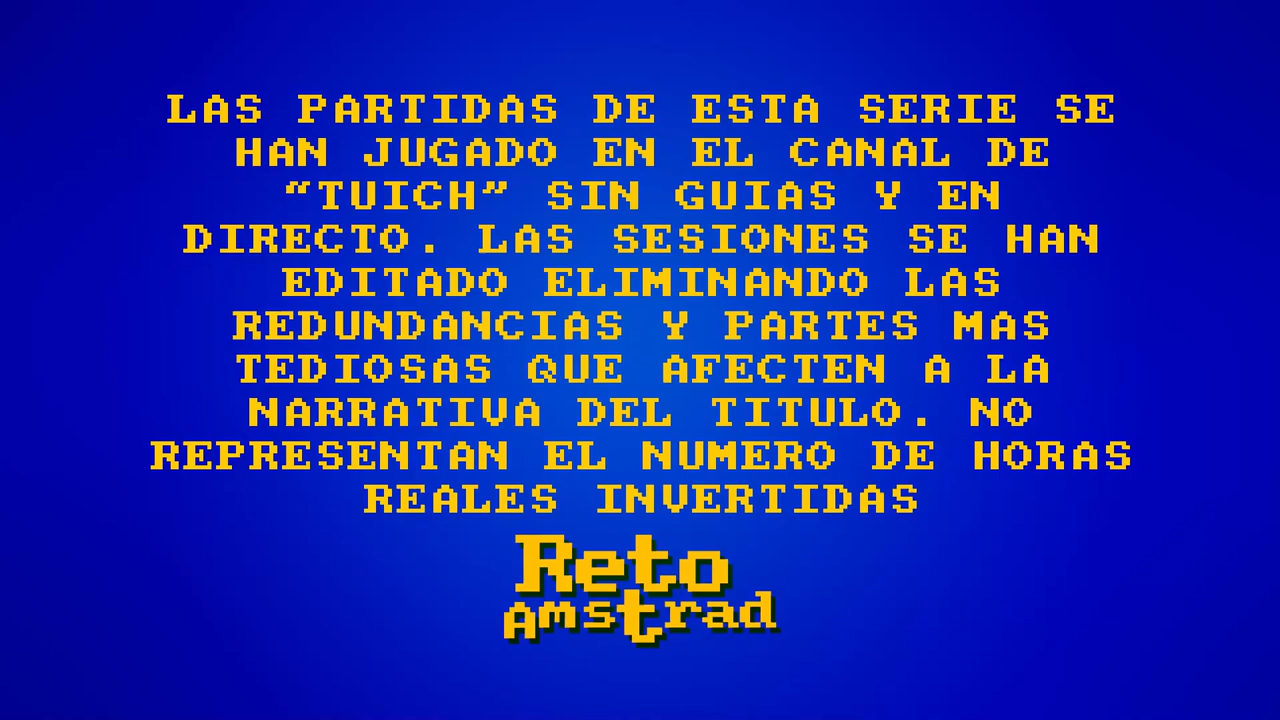 LAS PARTIDAS DE ESTA SERIE SE
HAN JUGADO EN EL CANAL DE
"TUICH" SIN GUIAS Y EN
DIRECTO. LAS SESIONES SE HAN
EDITADO ELIMINANDO LAS
REDUNDANCIAS Y PARTES MAS
TEDIOSAS QUE AFECTEN A LA
NARRATIVA DEL TITULO. NO
REPRESENTAN EL NUMERO DE HORAS
REALES INVERTIDAS
Reto
Amstrad